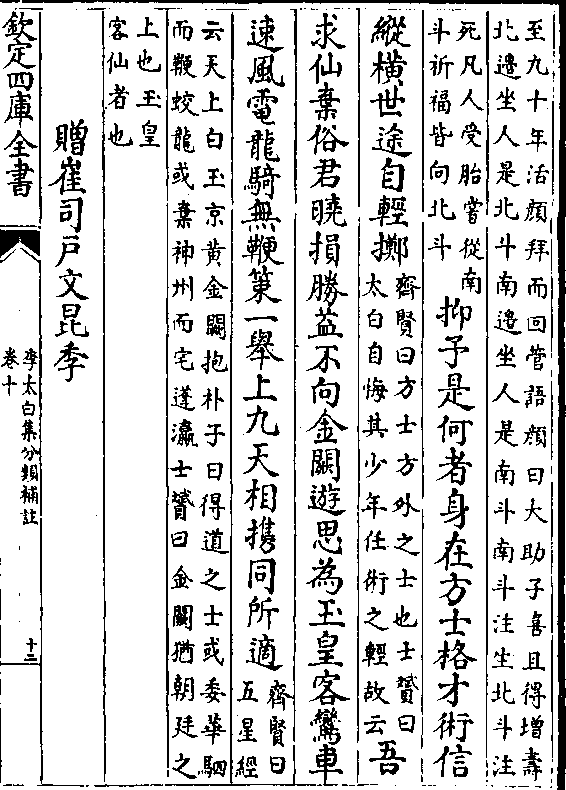 至九十年活顔拜而回管語顔曰大助子喜且得增壽
北邉坐人是北斗南邉坐人是南斗南斗注生北斗注
死凡人受胎嘗從南
斗祈福皆向北斗
抑予是何者身在方士格才術信
縱横世途自輕擲
齊賢曰方士方外之士也士贇曰
太白自悔其少年任術之輕故云
吾
求仙棄俗君曉損勝益不向金闕遊思為玉皇客鸞車
速風電龍騎無鞭策一舉上九天相攜同所適
齊賢曰
五星經
云天上白玉京黄金闕抱朴子曰得道之士或委華駟
而鞭蛟龍或棄神州而宅蓬瀛士贇曰金闕猶朝廷之
上也玉皇
客仙者也
贈崔司戸文昆季
欽定四庫全書
李太白集分類補註
卷十
十二